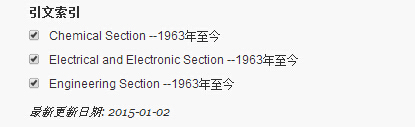 引文索引
Chemical Section --1963年至今
Electrical and Electronic Section --1963年至今
Engineering Section --1963年至今
最新更新日期: 2015-01-02